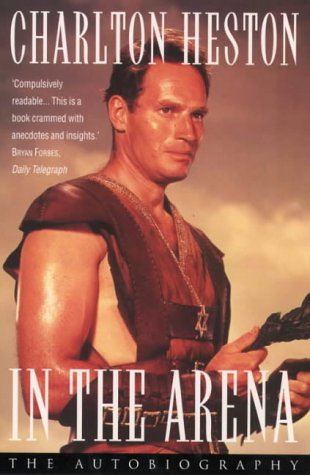 CHARLTON HESTON
'Compulsively
readable... This is a
book crammed with
anecdotes and insights.'
BRYAN FORBES,
Daily Telegraph
IN THE ARENA
THE AUTOBIOGRAPHY